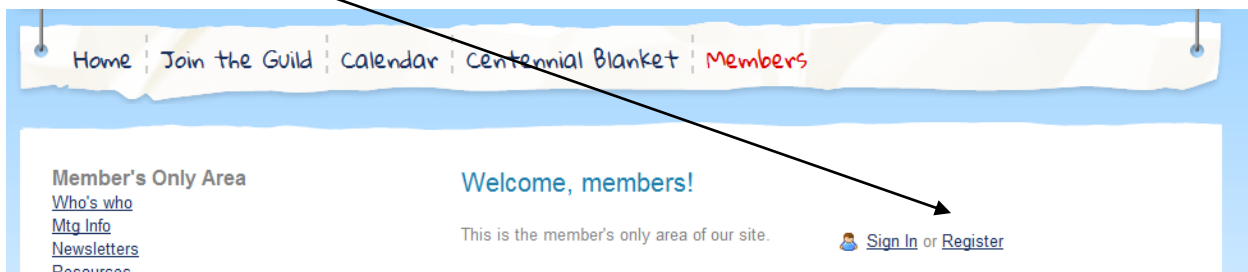 Home Join the Guild Calendar Centennial Blanket Members
Member's Only Area
Who's who
Mtg Info
Newsletters
Resourses
Welcome, members!
This is the member's only area of our site.
Sign In or Register